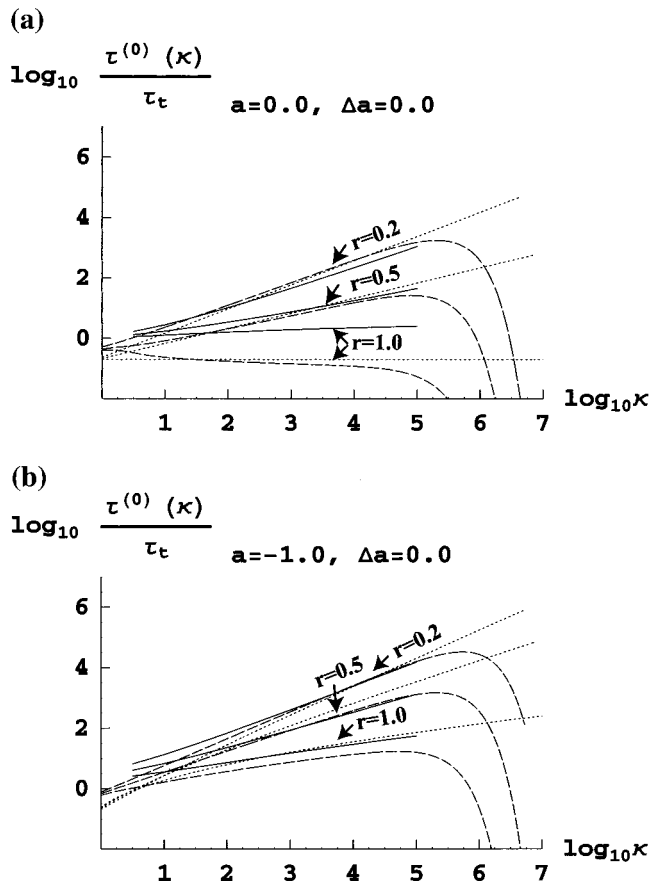 (a)
log₁₀ τ⁽⁰⁾ (κ) / τₜ
a=0.0, Δa=0.0
6
4
2
0
r=0.2
r=0.5
r=1.0
1 2 3 4 5 6 7
log₁₀κ
(b)
log₁₀ τ⁽⁰⁾ (κ) / τₜ
a=-1.0, Δa=0.0
6
4
2
0
r=0.5
r=0.2
r=1.0
1 2 3 4 5 6 7
log₁₀κ